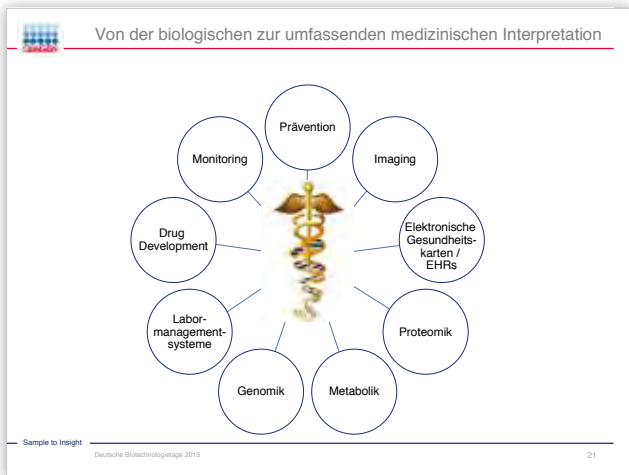 Von der biologischen zur umfassenden medizinischen Interpretation
Prävention
Monitoring
Imaging
Drug
Development
Elektronische
Gesundheits-
karten /
EHRs
Labor-
management-
systeme
Proteomik
Genomik
Metabolik
Sample to Insight
Deutsche Biotechnologietage 2015
21